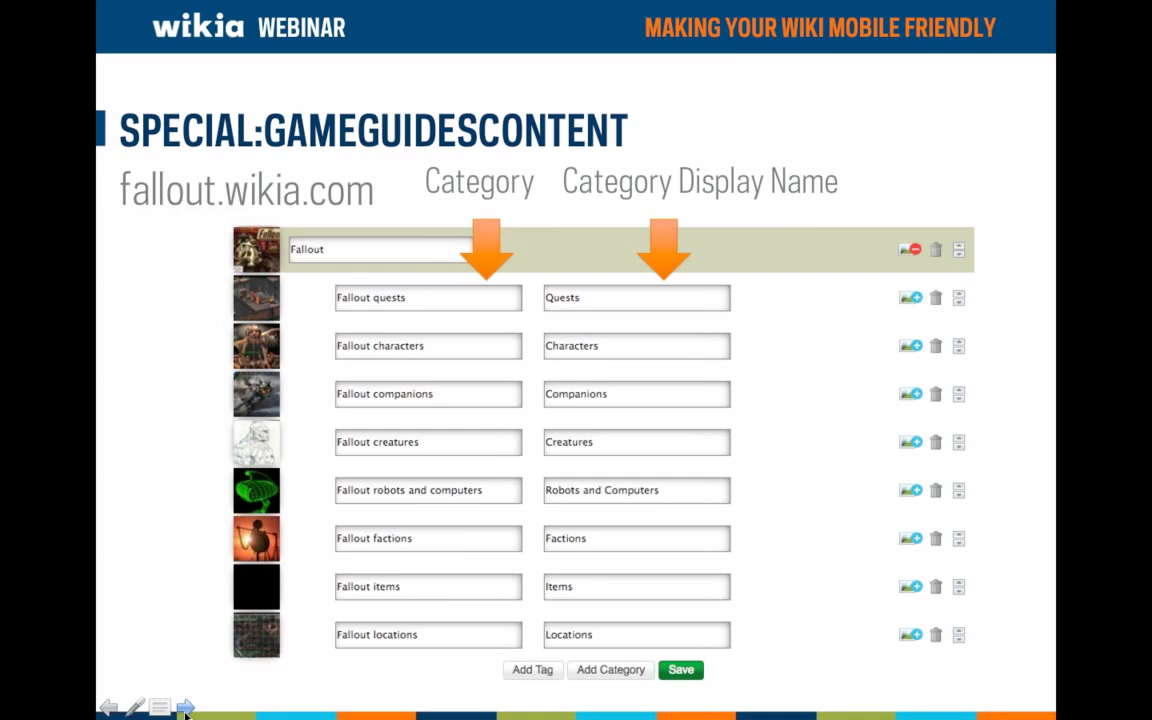 wikia WEBINAR
MAKING YOUR WIKI MOBILE FRIENDLY
SPECIAL:GAMEGUIDESCONTENT
fallout.wikia.com
Category
Category Display Name
Fallout
Fallout quests
Quests
Fallout characters
Characters
Fallout companions
Companions
Fallout creatures
Creatures
Fallout robots and computers
Robots and Computers
Fallout factions
Factions
Fallout items
Items
Fallout locations
Locations
Add Tag
Add Category
Save